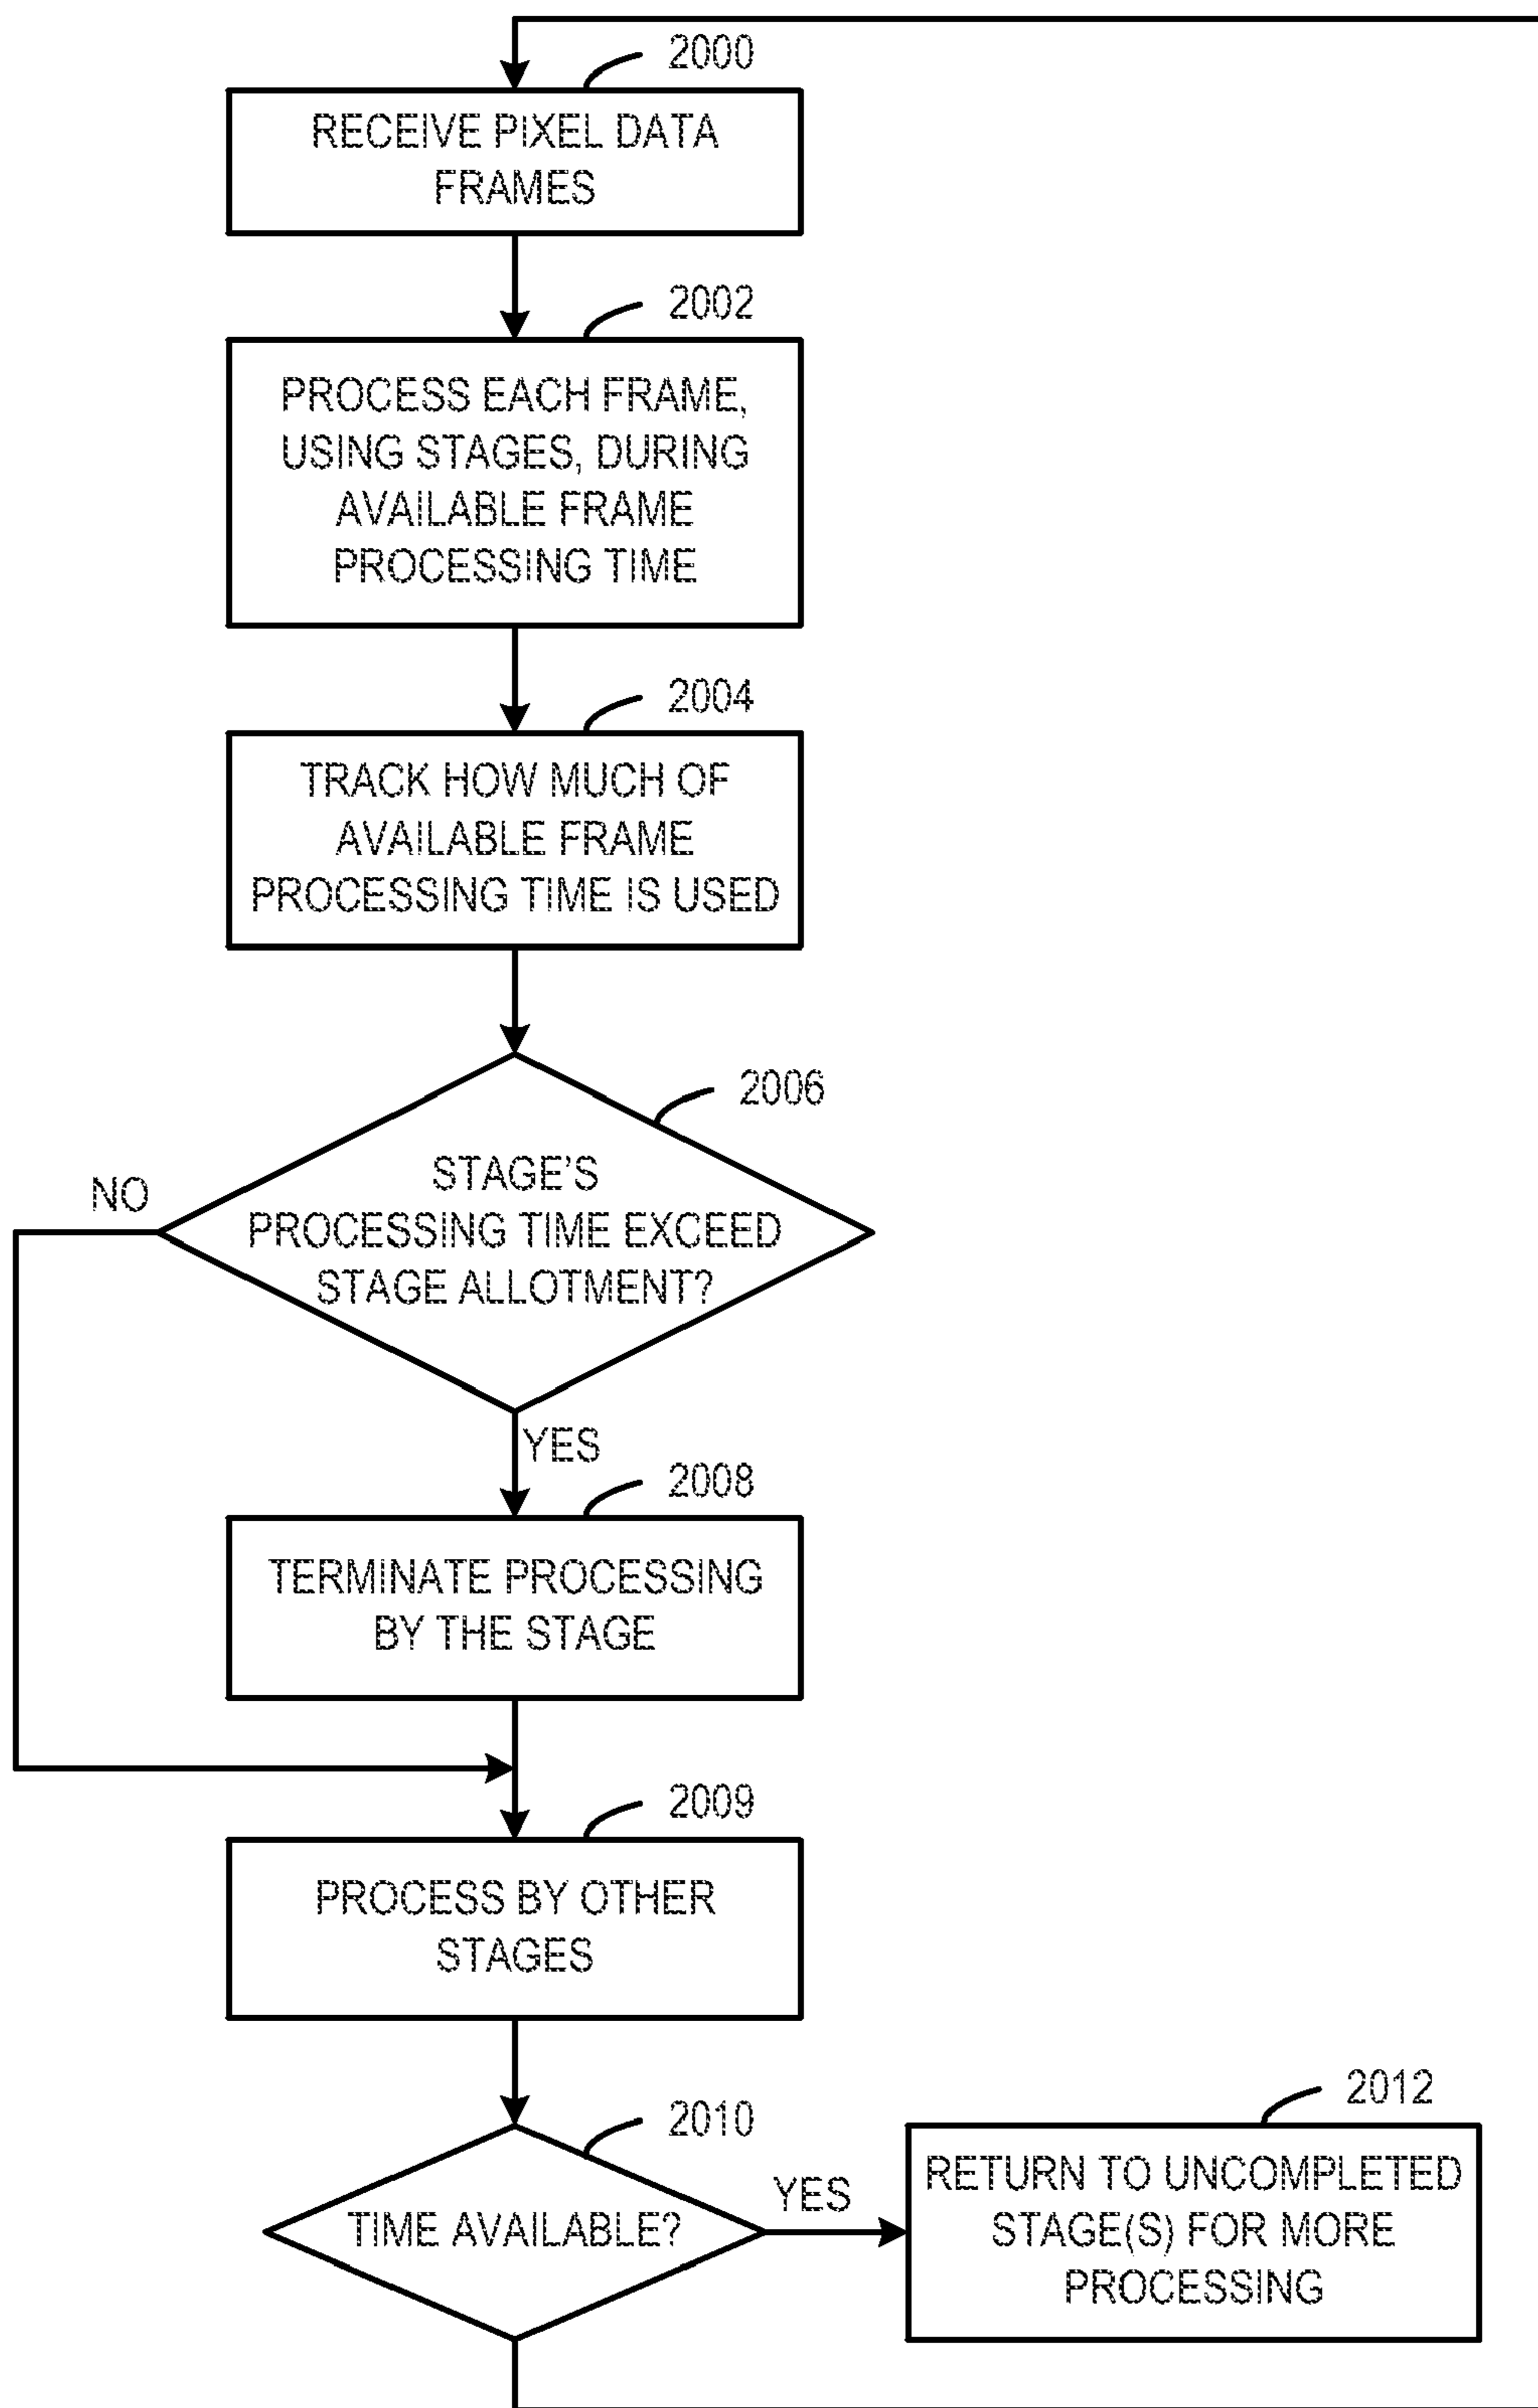 2000
RECEIVE PIXEL DATA
FRAMES
2002
PROCESS EACH FRAME,
USING STAGES, DURING
AVAILABLE FRAME
PROCESSING TIME
2004
TRACK HOW MUCH OF
AVAILABLE FRAME
PROCESSING TIME IS USED
2006
NO
STAGE'S
PROCESSING TIME EXCEED
STAGE ALLOTMENT?
YES
2008
TERMINATE PROCESSING
BY THE STAGE
2009
PROCESS BY OTHER
STAGES
2010
TIME AVAILABLE?
YES
2012
RETURN TO UNCOMPLETED
STAGE(S) FOR MORE
PROCESSING